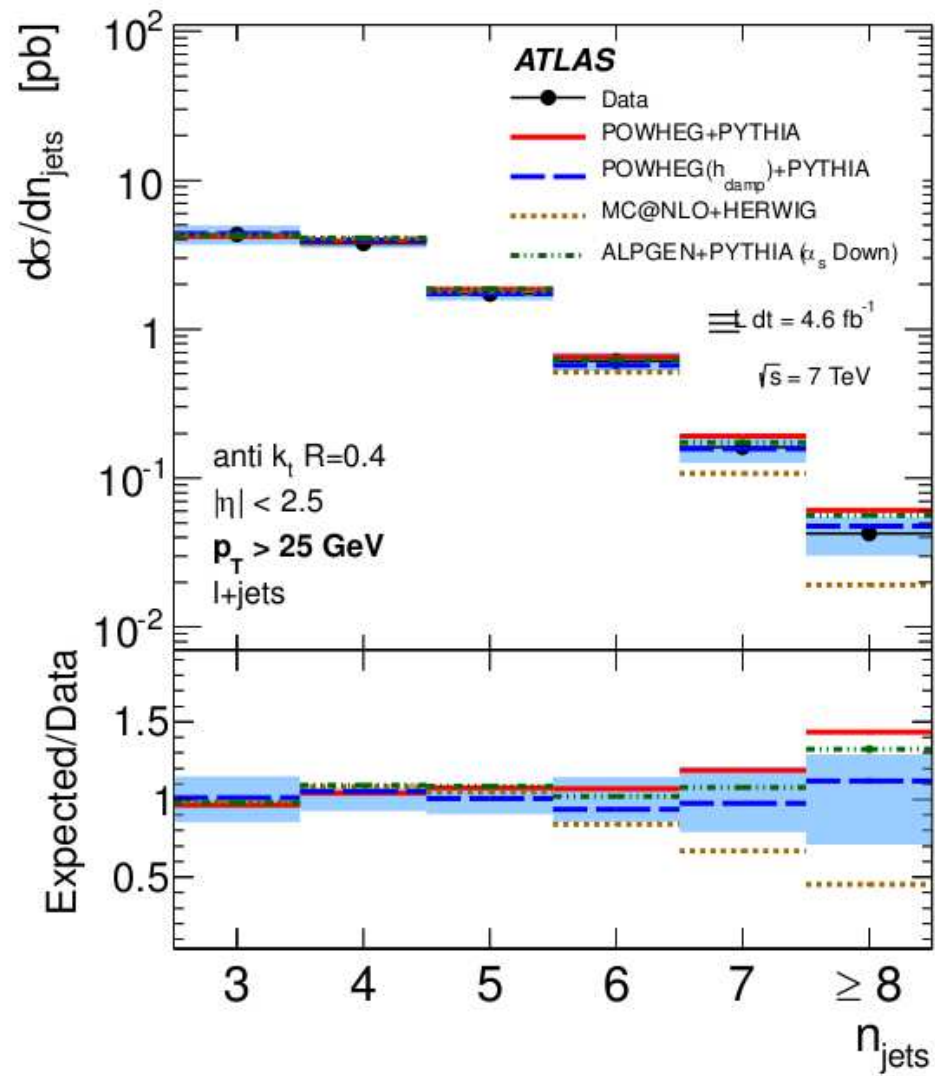 dσ/dn_jets [pb]
10²
10
1
10⁻¹
10⁻²
ATLAS
Data
POWHEG+PYTHIA
POWHEG(h_damp)+PYTHIA
MC@NLO+HERWIG
ALPGEN+PYTHIA (α_s Down)
L dt = 4.6 fb⁻¹
√s = 7 TeV
anti k_t R=0.4
|η| < 2.5
p_T > 25 GeV
l+jets
Expected/Data
1.5
1
0.5
3 4 5 6 7 ≥ 8
n_jets